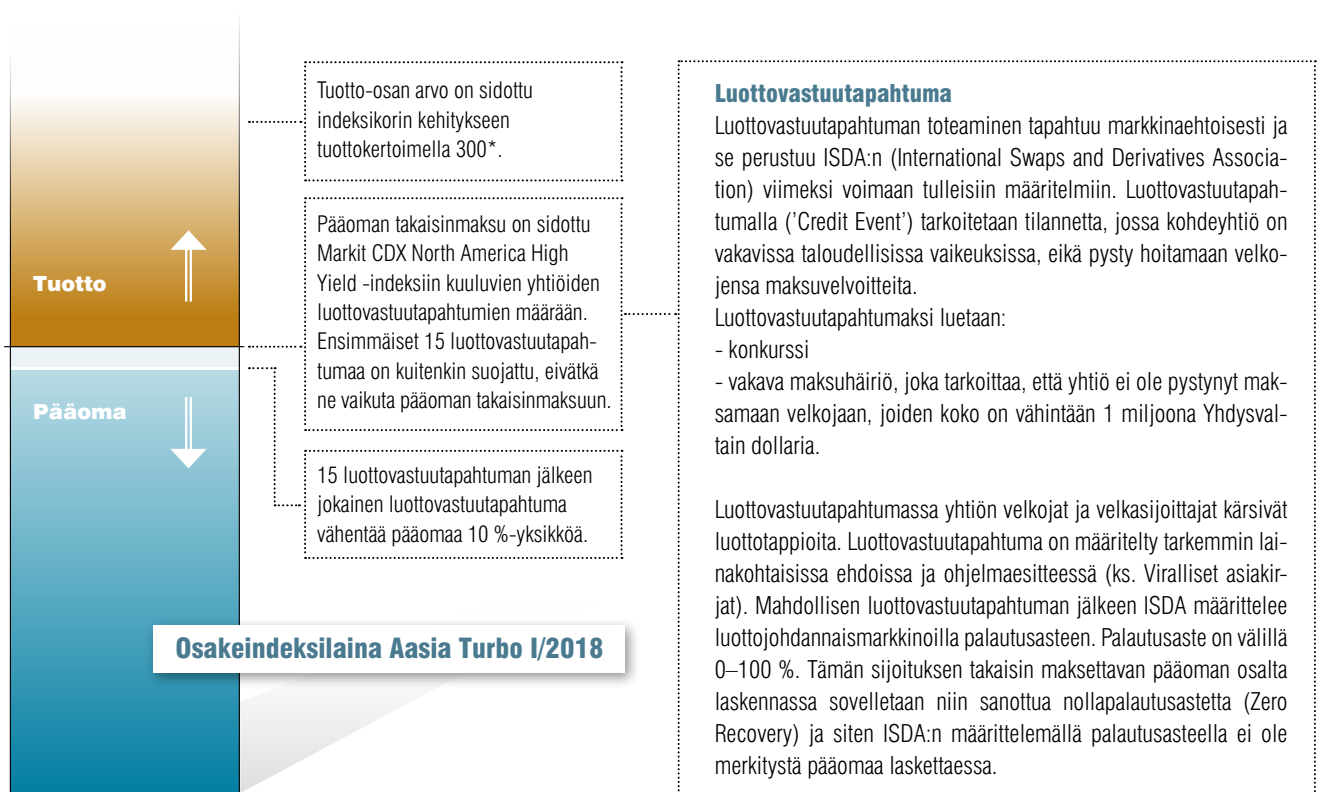 Tuotto
Pääoma
Tuotto-osan arvo on sidottu
indeksikorin kehitykseen
tuottokertoimella 300*.
Pääoman takaisinmaksu on sidottu
Markit CDX North America High
Yield -indeksiin kuuluvien yhtiöiden
luottovastuutapahtumien määrään.
Ensimmäiset 15 luottovastuutapah-
tumaa on kuitenkin suojattu, eivätkä
ne vaikuta pääoman takaisinmaksuun.
15 luottovastuutapahtuman jälkeen
jokainen luottovastuutapahtuma
vähentää pääomaa 10 %-yksikköä.
Osakeindeksilaina Aasia Turbo I/2018
Luottovastuutapahtuma
Luottovastuutapahtuman toteaminen tapahtuu markkinaehtoisesti ja
se perustuu ISDA:n (International Swaps and Derivatives Associa-
tion) viimeksi voimaan tulleisiin määritelmiin. Luottovastuutapah-
tumalla ('Credit Event') tarkoitetaan tilannetta, jossa kohdeyhtiö on
vakavissa taloudellisissa vaikeuksissa, eikä pysty hoitamaan velko-
jensa maksuvelvoitteita.
Luottovastuutapahtumaksi luetaan:
- konkurssi
- vakava maksuhäiriö, joka tarkoittaa, että yhtiö ei ole pystynyt mak-
samaan velkojaan, joiden koko on vähintään 1 miljoona Yhdysval-
tain dollaria.
Luottovastuutapahtumassa yhtiön velkojat ja velkasijoittajat kärsivät
luottotappioita. Luottovastuutapahtuma on määritelty tarkemmin lai-
nakohtaisissa ehdoissa ja ohjelmaesitteessä (ks. Viralliset asiakir-
jat). Mahdollisen luottovastuutapahtuman jälkeen ISDA määrittelee
luottojohdannaismarkkinoilla palautusasteen. Palautusaste on välillä
0–100 %. Tämän sijoituksen takaisin maksettavan pääoman osalta
laskennassa sovelletaan niin sanottua nollapalautusastetta (Zero
Recovery) ja siten ISDA:n määrittelemällä palautusasteella ei ole
merkitystä pääomaa laskettaessa.